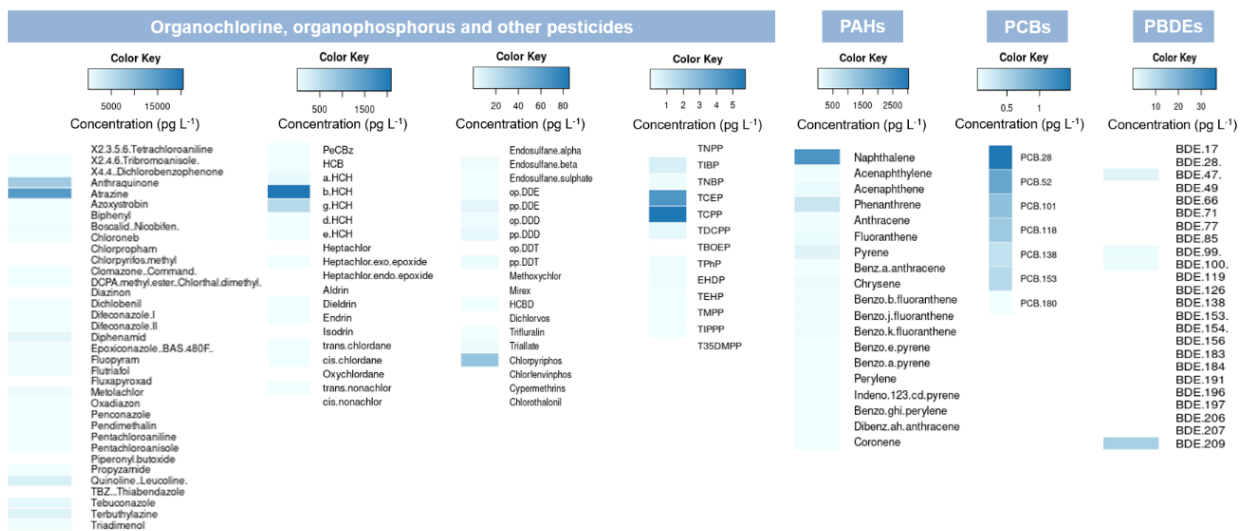 Organochlorine, organophosphorus and other pesticides
PAHs
PCBs
PBDEs
Color Key
5000 15000
Concentration (pg L⁻¹)
X2.3.5.6.Tetrachloroaniline
X2.4.6.Tribromoanisole.
X4.4..Dichlorobenzophenone
Anthraquinone
Atrazine
Azoxystrobin
Biphenyl
Boscalid..Nicobifen.
Chloroneb
Chlorpropham
Chlorpyrifos.methyl
Clomazone..Command.
DCPA.methyl.ester..Chlorthal.dimethyl.
Diazinon
Dichlobenil
Difeconazole.I
Difeconazole.II
Diphenamid
Epoxiconazole..BAS.480F..
Fluopyram
Flutriafol
Fluxapyroxad
Metolachlor
Oxadiazon
Penconazole
Pendimethalin
Pentachloroaniline
Pentachloroanisole
Piperonyl.butoxide
Propyzamide
Quinoline..Leucoline.
TBZ...Thiabendazole
Tebuconazole
Terbuthylazine
Triadimenol
Color Key
500 1500
Concentration (pg L⁻¹)
PeCBz
HCB
a.HCH
b.HCH
g.HCH
d.HCH
e.HCH
Heptachlor
Heptachlor.exo.epoxide
Heptachlor.endo.epoxide
Aldrin
Dieldrin
Endrin
Isodrin
trans.chlordane
cis.chlordane
Oxychlordane
trans.nonachlor
cis.nonachlor
Color Key
20 40 60 80
Concentration (pg L⁻¹)
Endosulfane.alpha
Endosulfane.beta
Endosulfane.sulphate
op.DDE
pp.DDE
op.DDD
pp.DDD
op.DDT
pp.DDT
Methoxychlor
Mirex
HCBD
Dichlorvos
Trifluralin
Triallate
Chlorpyriphos
Chlorfenvinphos
Cypermethrins
Chlorothalonil
Color Key
1 2 3 4 5
Concentration (pg L⁻¹)
TNPP
TIBP
TNBP
TCEP
TCPP
TDCPP
TBOEP
TPhP
EHDP
TEHP
TMPP
TIPPP
T35DMPP
Color Key
500 1500 2500
Concentration (pg L⁻¹)
Naphthalene
Acenaphthylene
Acenaphthene
Phenanthrene
Anthracene
Fluoranthene
Pyrene
Benz.a.anthracene
Chrysene
Benzo.b.fluoranthene
Benzo.j.fluoranthene
Benzo.k.fluoranthene
Benzo.e.pyrene
Benzo.a.pyrene
Perylene
Indeno.123.cd.pyrene
Benzo.ghi.perylene
Dibenz.ah.anthracene
Coronene
Color Key
0.5 1
Concentration (pg L⁻¹)
PCB.28
PCB.52
PCB.101
PCB.118
PCB.138
PCB.153
PCB.180
Color Key
10 20 30
Concentration (pg L⁻¹)
BDE.17
BDE.28.
BDE.47.
BDE.49
BDE.66
BDE.71
BDE.77
BDE.85
BDE.99.
BDE.100.
BDE.119
BDE.126
BDE.138
BDE.153.
BDE.154.
BDE.156
BDE.183
BDE.184
BDE.191
BDE.196
BDE.197
BDE.206
BDE.207
BDE.209